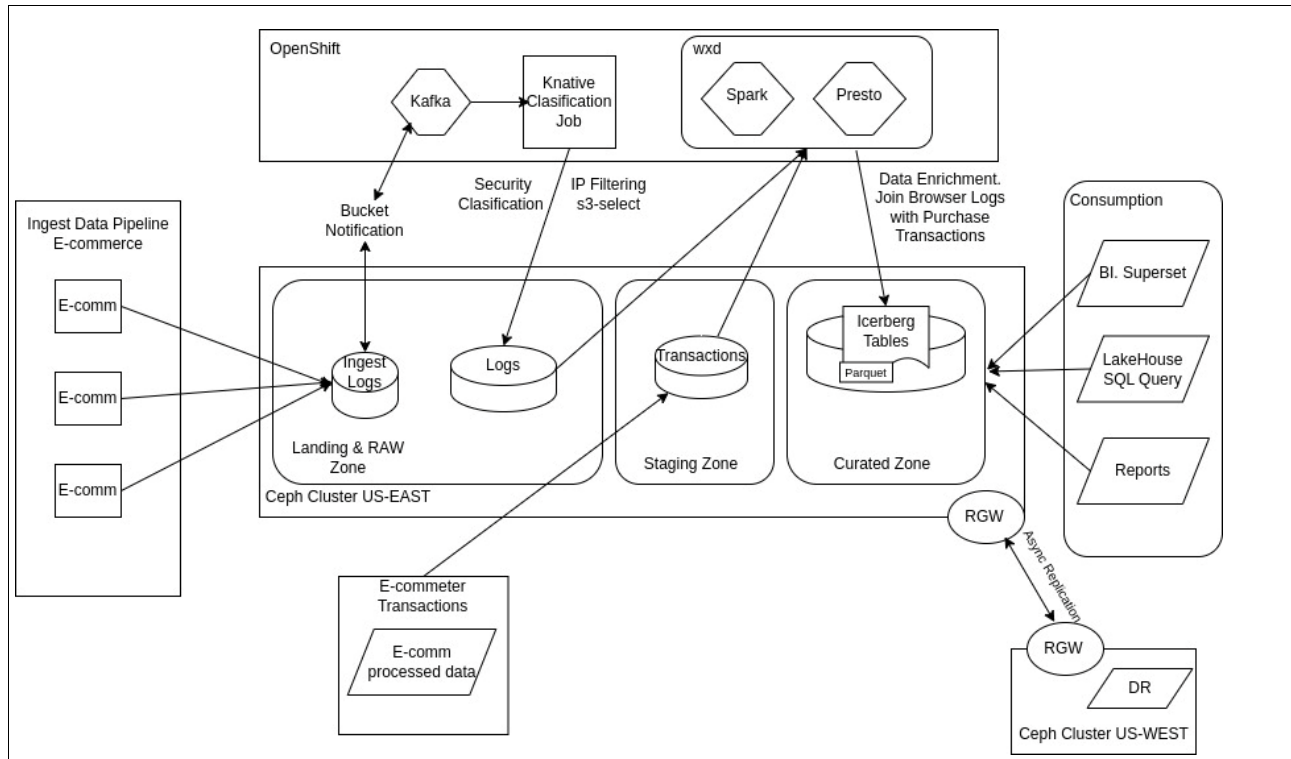 OpenShift
wxd
Kafka
Knative
Clasification
Job
Spark
Presto
Security
Clasification
IP Filtering
s3-select
Data Enrichment.
Join Browser Logs
with Purchase
Transactions
Bucket
Notification
Ingest Data Pipeline
E-commerce
E-comm
E-comm
E-comm
Ingest
Logs
Logs
Landing & RAW
Zone
Transactions
Staging Zone
Icerberg
Tables
Parquet
Curated Zone
Ceph Cluster US-EAST
Consumption
BI. Superset
LakeHouse
SQL Query
Reports
RGW
Async Replication
E-commeter
Transactions
E-comm
processed data
RGW
DR
Ceph Cluster US-WEST